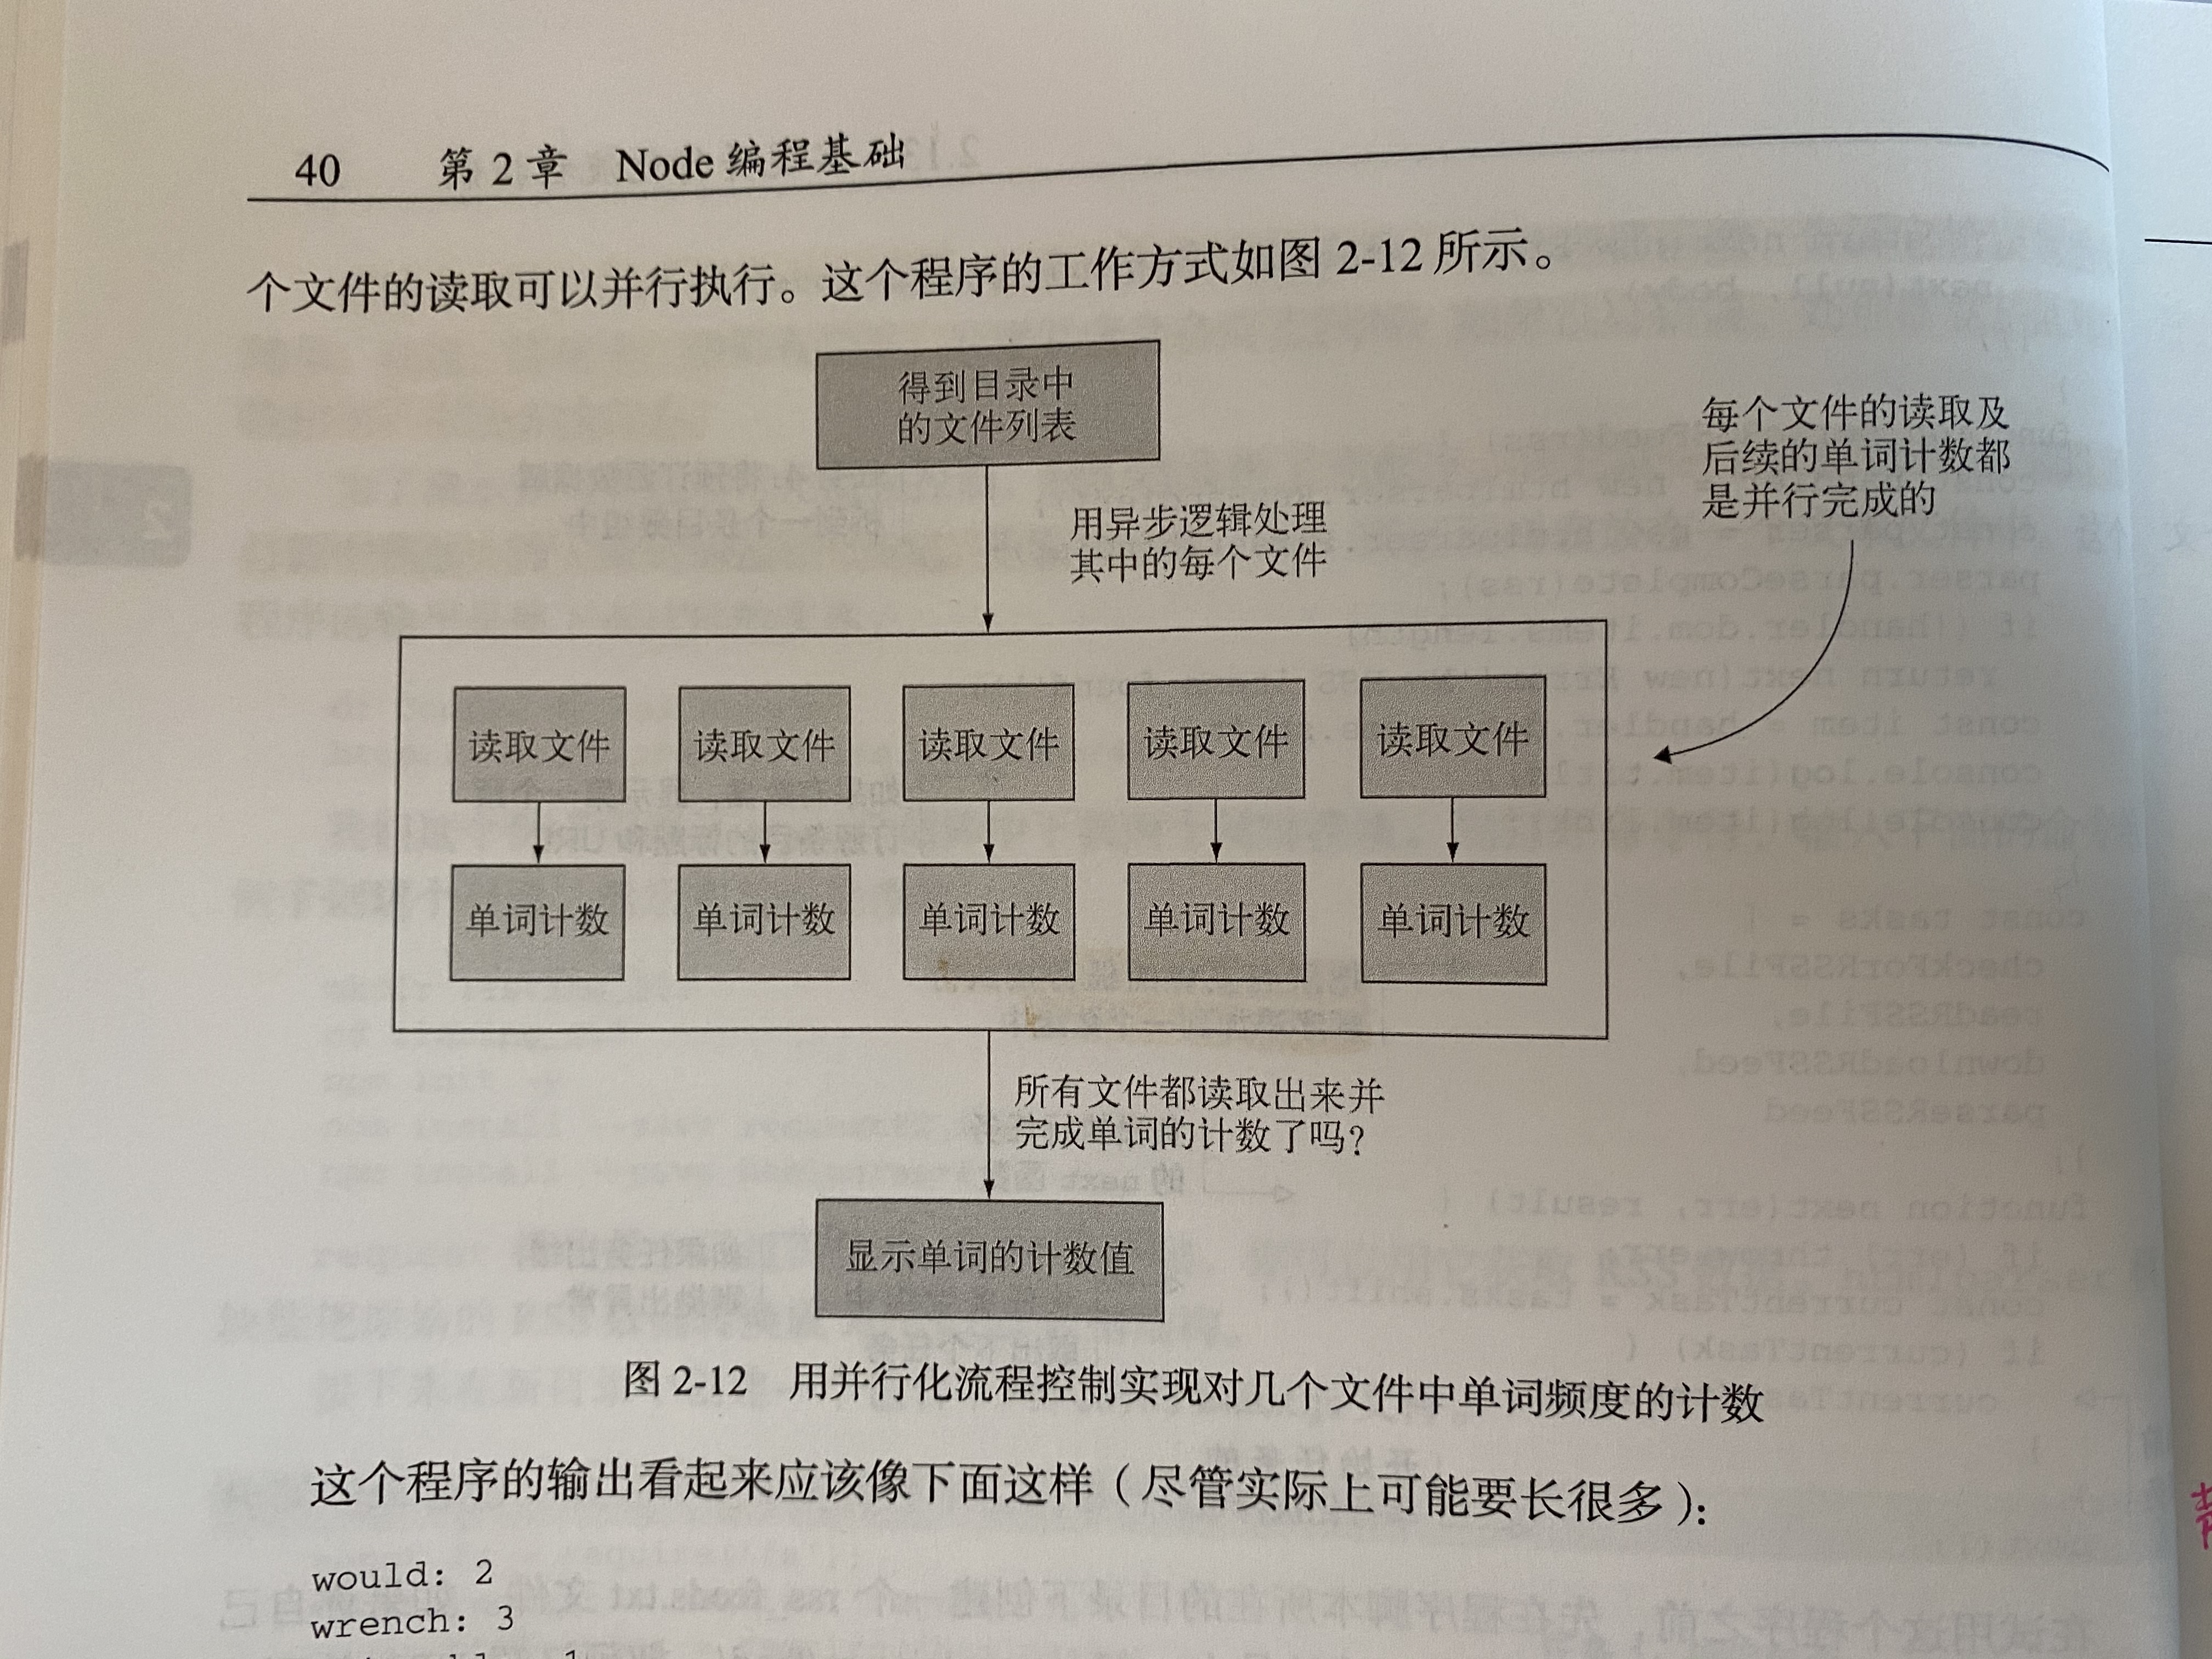 40 第 2 章 Node 编程基础
个文件的读取可以并行执行。这个程序的工作方式如图 2-12 所示。
得到目录中
的文件列表
每个文件的读取及
后续的单词计数都
是并行完成的
用异步逻辑处理
其中的每个文件
读取文件 读取文件 读取文件 读取文件 读取文件
单词计数 单词计数 单词计数 单词计数 单词计数
所有文件都读取出来并
完成单词的计数了吗?
显示单词的计数值
图 2-12 用并行化流程控制实现对几个文件中单词频度的计数
这个程序的输出看起来应该像下面这样（尽管实际上可能要长很多）：
would: 2
wrench: 3